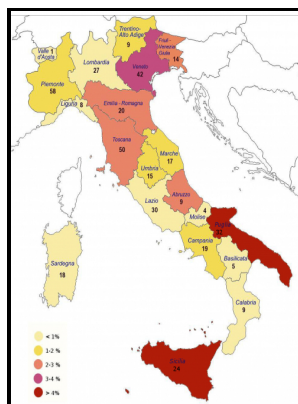 Trentino-
Alto Adige
9
Friuli-
Venezia
Giulia
14
Valle
d'Aosta
1
Lombardia
27
Veneto
42
Piemonte
58
Liguria
8
Emilia - Romagna
20
Toscana
50
Marche
17
Umbria
15
Lazio
30
Abruzzo
9
Molise
4
Puglia
Campania
19
Basilicata
5
Sardegna
18
Calabria
9
Sicilia
< 1%
1-2 %
2-3 %
3-4 %
> 4%